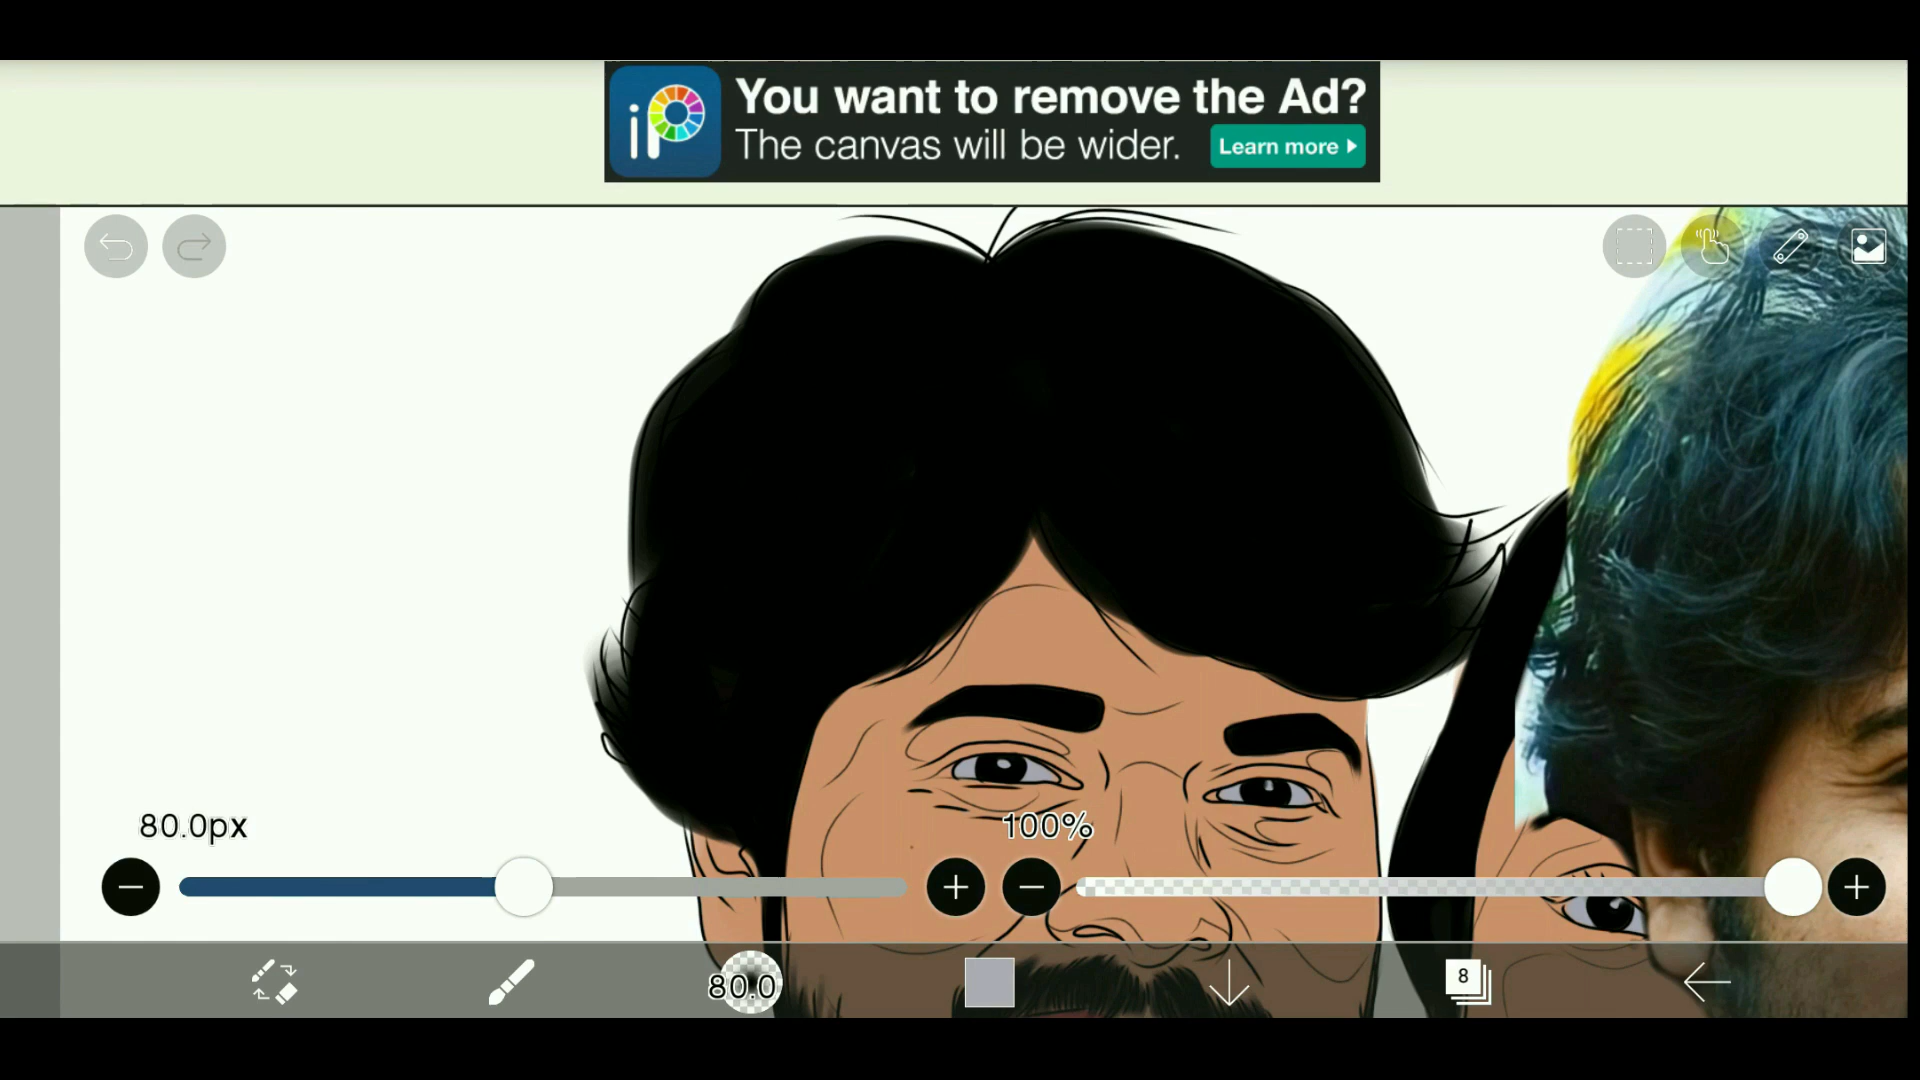 iP
You want to remove the Ad?
The canvas will be wider.
Learn more
80.0px
100%
80.0
8